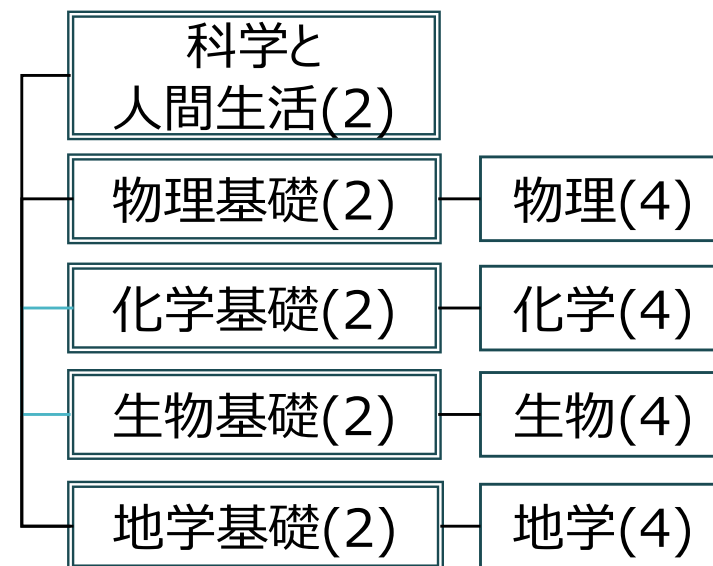 科学と
人間生活(2)
物理基礎(2)
物理(4)
化学基礎(2)
化学(4)
生物基礎(2)
生物(4)
地学基礎(2)
地学(4)